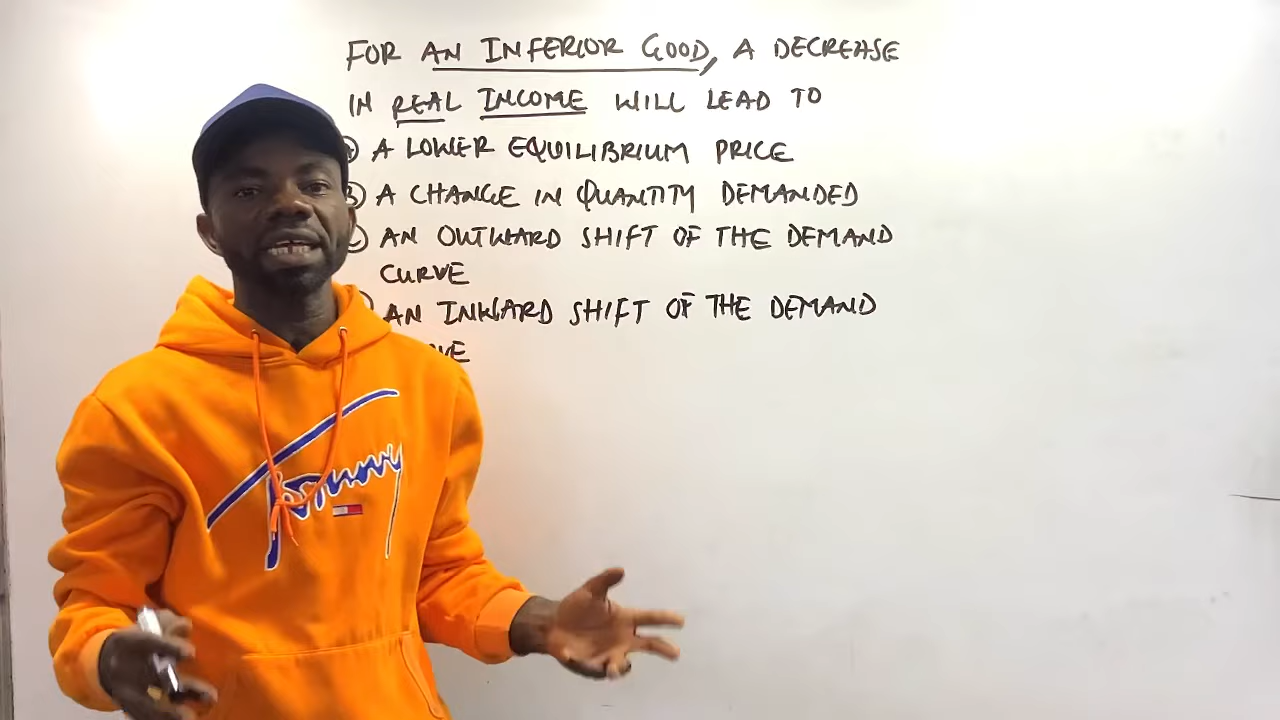 FOR AN INFERIOR GOOD, A DECREASE
IN REAL INCOME WILL LEAD TO
A LOWER EQUILIBRIUM PRICE
A CHANGE IN QUANTITY DEMANDED
AN OUTWARD SHIFT OF THE DEMAND
CURVE
AN INWARD SHIFT OF THE DEMAND
Tommy